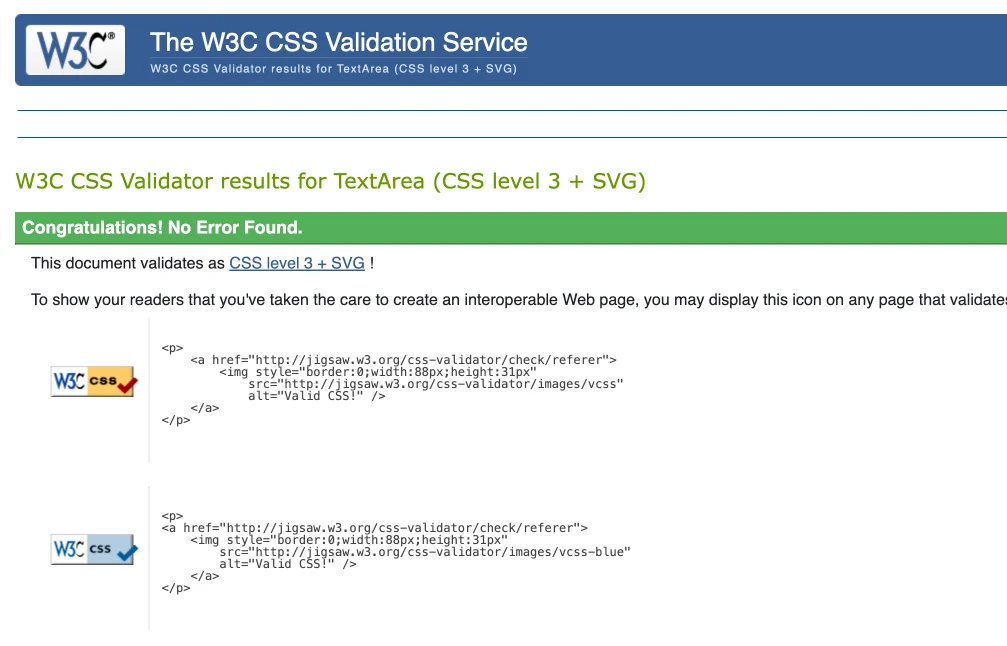 W3C®
The W3C CSS Validation Service
W3C CSS Validator results for TextArea (CSS level 3 + SVG)
W3C CSS Validator results for TextArea (CSS level 3 + SVG)
Congratulations! No Error Found.
This document validates as CSS level 3 + SVG !
To show your readers that you've taken the care to create an interoperable Web page, you may display this icon on any page that validates
W3C css
<p>
<a href="http://jigsaw.w3.org/css-validator/check/referer">
<img style="border:0;width:88px;height:31px"
src="http://jigsaw.w3.org/css-validator/images/vcss"
alt="Valid CSS!" />
</a>
</p>
W3C css
<p>
<a href="http://jigsaw.w3.org/css-validator/check/referer">
<img style="border:0;width:88px;height:31px"
src="http://jigsaw.w3.org/css-validator/images/vcss-blue"
alt="Valid CSS!" />
</a>
</p>